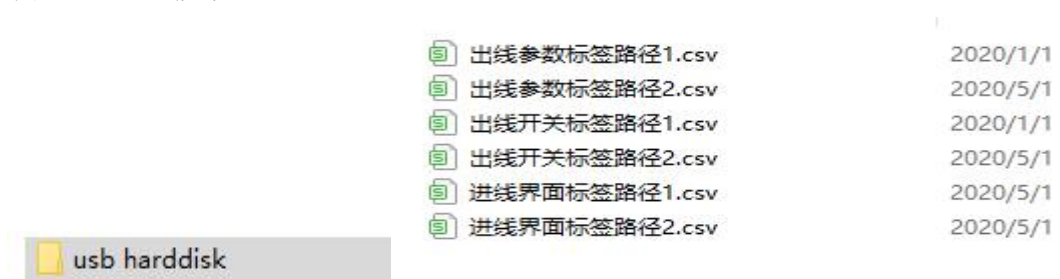 出线参数标签路径1.csv 2020/1/1
出线参数标签路径2.csv 2020/5/1
出线开关标签路径1.csv 2020/1/1
出线开关标签路径2.csv 2020/5/1
进线界面标签路径1.csv 2020/5/1
进线界面标签路径2.csv 2020/5/1
usb harddisk